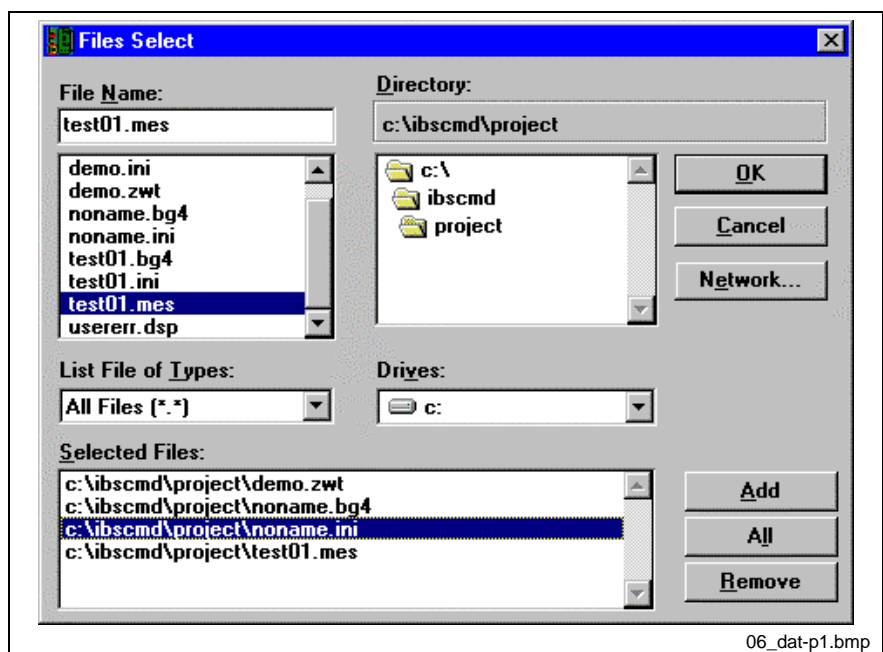 Files Select
File Name:
test01.mes
demo.ini
demo.zwt
noname.bg4
noname.ini
test01.bg4
test01.ini
test01.mes
usererr.dsp
Directory:
c:\ibscmd\project
c:\
ibscmd
project
OK
Cancel
Network...
List File of Types:
All Files (*.*)
Drives:
c:
Selected Files:
c:\ibscmd\project\demo.zwt
c:\ibscmd\project\noname.bg4
c:\ibscmd\project\noname.ini
c:\ibscmd\project\test01.mes
Add
All
Remove
06_dat-p1.bmp